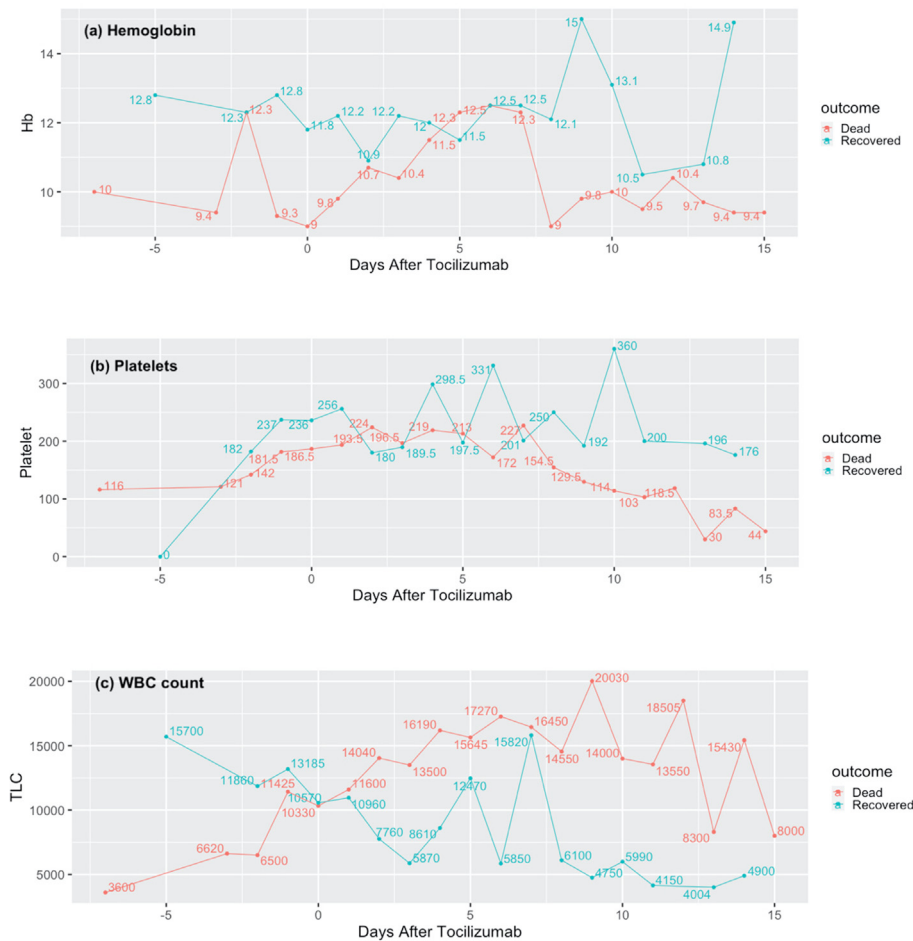 (a) Hemoglobin
14
12
10
Hb
12.8 12.3 12.8 11.8 12.2 10.9 12.2 12 11.5 12.5 12.5 12.1 15 13.1 10.5 10.8 14.9
10 9.4 12.3 9.3 9 9.8 10.7 10.4 11.5 12.3 12.3 9 9.8 10 9.5 10.4 9.7 9.4 9.4
-5 0 5 10 15
Days After Tocilizumab
outcome
Dead
Recovered
(b) Platelets
300
200
100
0
Platelet
0 182 237 236 256 180 189.5 298.5 197.5 331 201 250 192 360 200 196 176
116 121 142 181.5 186.5 193.5 224 196.5 219 213 172 227 154.5 129.5 114 103 118.5 30 83.5 44
-5 0 5 10 15
Days After Tocilizumab
outcome
Dead
Recovered
(c) WBC count
20000
15000
10000
5000
TLC
15700 11860 13185 10570 10960 7760 5870 8610 12470 5850 15820 6100 4750 5990 4150 4004 4900
3600 6620 6500 11425 10330 11600 14040 13500 16190 15645 17270 16450 14550 20030 14000 13550 18505 8300 15430 8000
-5 0 5 10 15
Days After Tocilizumab
outcome
Dead
Recovered